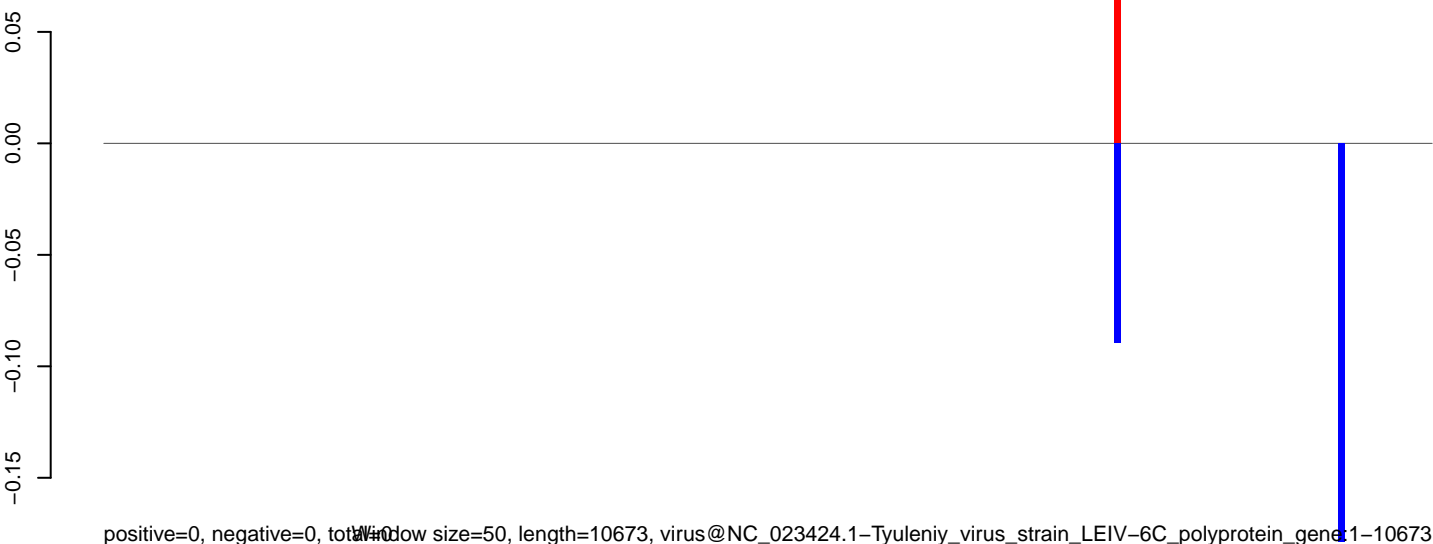 0.05
0.00
−0.05
−0.10
−0.15
positive=0, negative=0, total=0
Window size=50, length=10673, virus@NC_023424.1−Tyuleniy_virus_strain_LEIV−6C_polyprotein_gene:1−10673